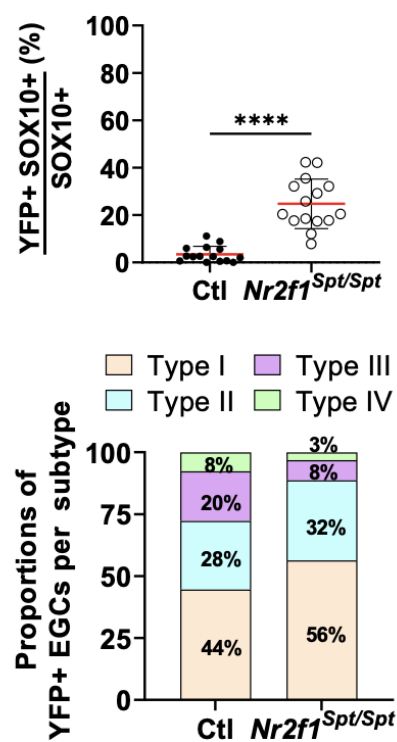 YFP+ SOX10+ (%)
SOX10+
100
80
60
40
20
0
****
Ctl Nr2f1Spt/Spt
Type I Type III
Type II Type IV
Proportions of
YFP+ EGCs per subtype
100
75
50
25
0
8%
20%
28%
44%
3%
8%
32%
56%
Ctl Nr2f1Spt/Spt